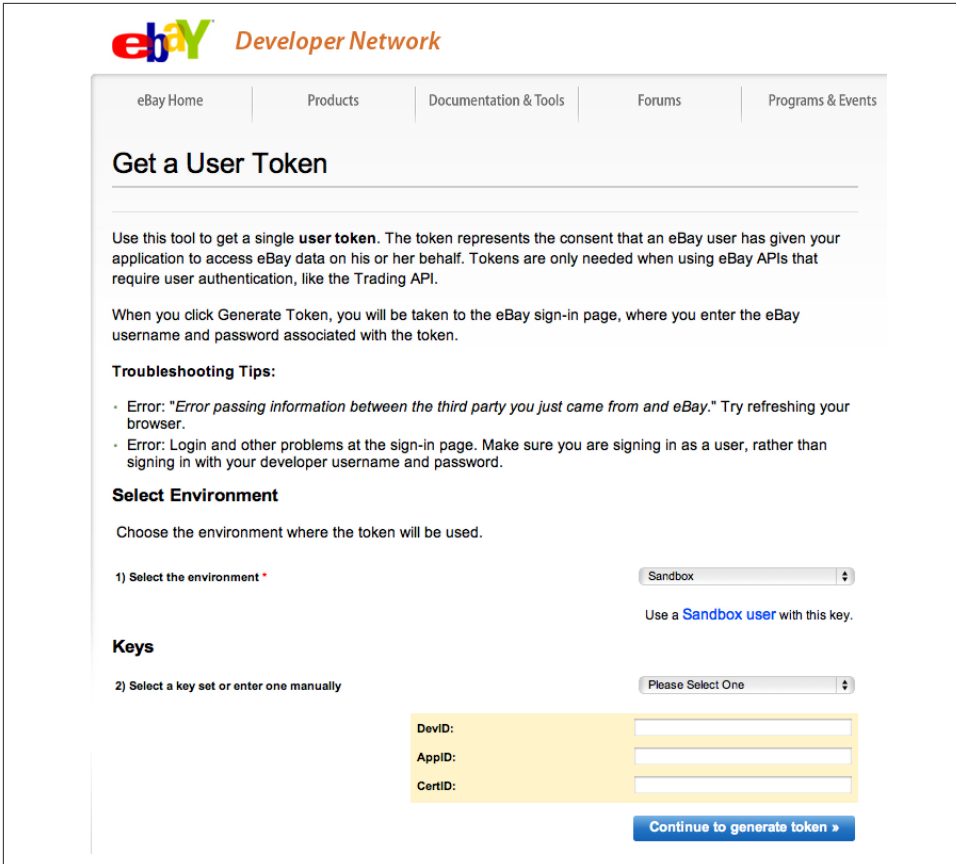 ebay Developer Network
eBay Home Products Documentation & Tools Forums Programs & Events
Get a User Token
Use this tool to get a single user token. The token represents the consent that an eBay user has given your
application to access eBay data on his or her behalf. Tokens are only needed when using eBay APIs that
require user authentication, like the Trading API.
When you click Generate Token, you will be taken to the eBay sign-in page, where you enter the eBay
username and password associated with the token.
Troubleshooting Tips:
• Error: "Error passing information between the third party you just came from and eBay." Try refreshing your
browser.
• Error: Login and other problems at the sign-in page. Make sure you are signing in as a user, rather than
signing in with your developer username and password.
Select Environment
Choose the environment where the token will be used.
1) Select the environment * Sandbox
Use a Sandbox user with this key.
Keys
2) Select a key set or enter one manually Please Select One
DevID:
AppID:
CertID:
Continue to generate token »